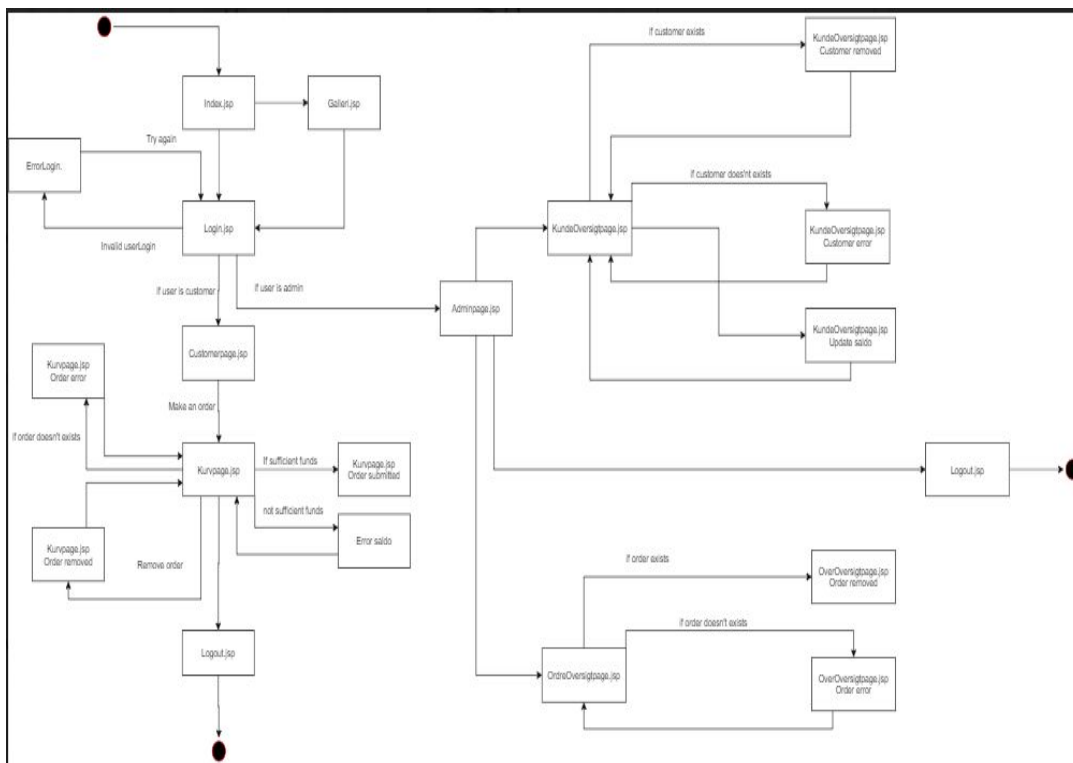 If customer exists
KundeOversigtpage.jsp
Customer removed
Index.jsp
Galleri.jsp
Try again
ErrorLogin.
If customer does'nt exists
Login.jsp
KundeOversigtpage.jsp
KundeOversigtpage.jsp
Customer error
Invalid userLogin
If user is customer
If user is admin
Adminpage.jsp
KundeOversigtpage.jsp
Update saldo
Customerpage.jsp
Kurvpage.jsp
Order error
Make an order
If order doesn't exists
Kurvpage.jsp
If sufficient funds
Kurvpage.jsp
Order submitted
Logout.jsp
not sufficient funds
Error saldo
Kurvpage.jsp
Order removed
Remove order
If order exists
OverOversigtpage.jsp
Order removed
If order doesn't exists
Logout.jsp
OrdreOversigtpage.jsp
OverOversigtpage.jsp
Order error